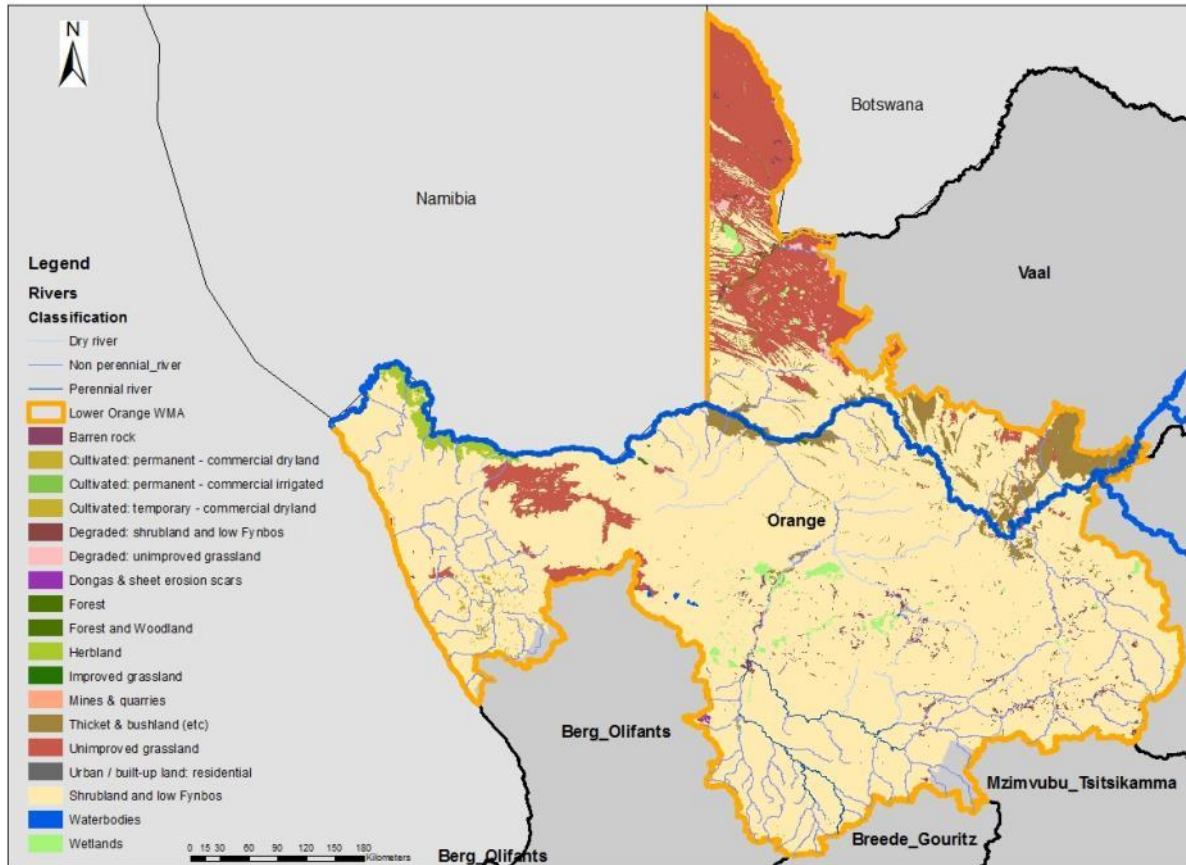 N
Botswana
Namibia
Vaal
Legend
Rivers
Classification
Dry river
Non perennial_river
Perennial river
Lower Orange WMA
Barren rock
Cultivated: permanent - commercial dryland
Cultivated: permanent - commercial irrigated
Cultivated: temporary - commercial dryland
Degraded: shrubland and low Fynbos
Degraded: unimproved grassland
Dongas & sheet erosion scars
Forest
Forest and Woodland
Herbland
Improved grassland
Mines & quarries
Thicket & bushland (etc)
Unimproved grassland
Urban / built-up land: residential
Shrubland and low Fynbos
Waterbodies
Wetlands
0 15 30 60 90 120 150 180
Kilometers
Orange
Berg_Olifants
Mzimvubu_Tsitsikamma
Breede_Gouritz
Berg_Olifants